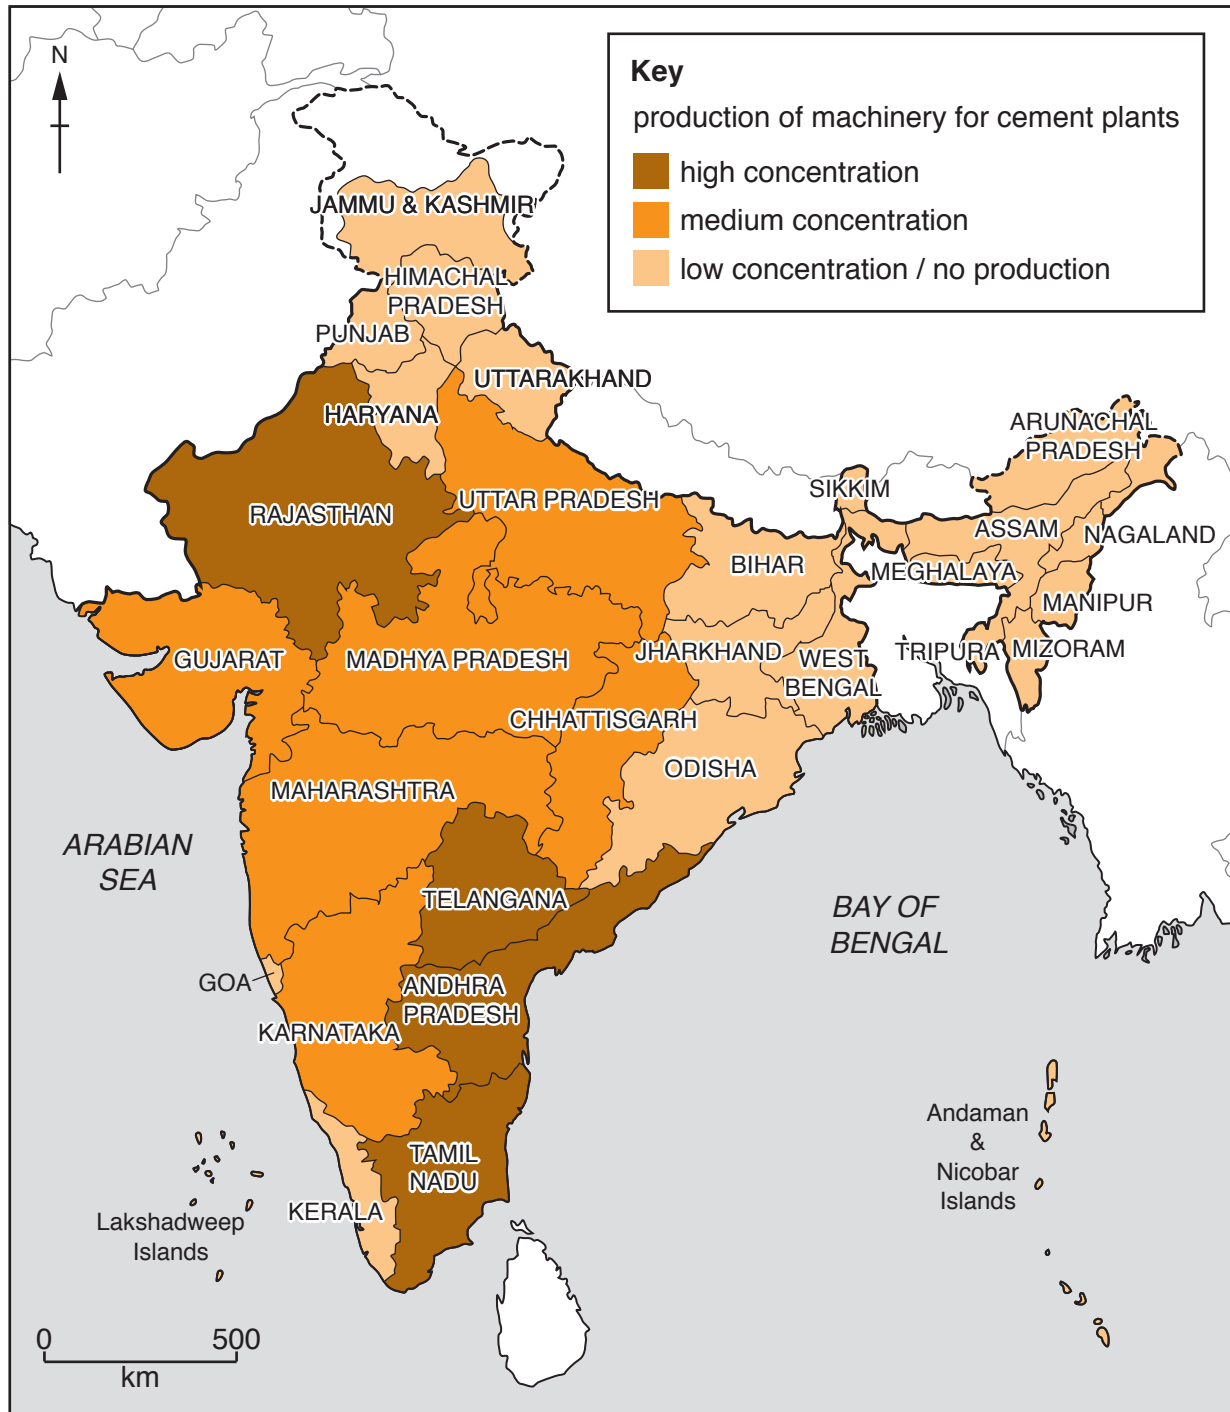 N
Key
production of machinery for cement plants
high concentration
medium concentration
low concentration / no production
JAMMU & KASHMIR
HIMACHAL
PRADESH
PUNJAB
UTTARAKHAND
HARYANA
ARUNACHAL
PRADESH
SIKKIM
UTTAR PRADESH
RAJASTHAN
ASSAM
NAGALAND
BIHAR
MEGHALAYA
MANIPUR
GUJARAT
MADHYA PRADESH
JHARKHAND
WEST
BENGAL
TRIPURA
MIZORAM
CHHATTISGARH
ODISHA
MAHARASHTRA
ARABIAN
SEA
TELANGANA
BAY OF
BENGAL
GOA
ANDHRA
PRADESH
KARNATAKA
Andaman
&
Nicobar
Islands
TAMIL
NADU
KERALA
Lakshadweep
Islands
0 500
km